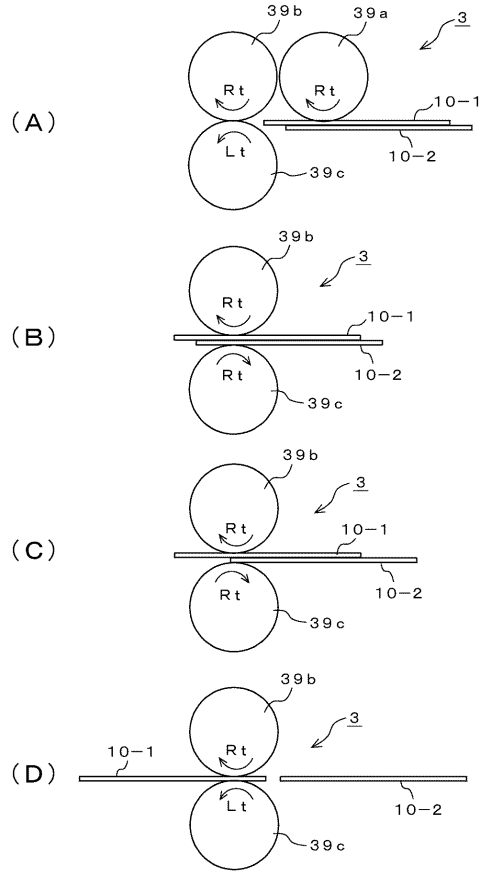 39b 39a 3
Rt Rt
(A) 10-1
10-2
Lt
39c
39b 3
Rt
(B) 10-1
10-2
Rt
39c
39b 3
Rt
(C) 10-1
10-2
Rt
39c
39b 3
Rt
10-1
(D)
10-2
Lt
39c